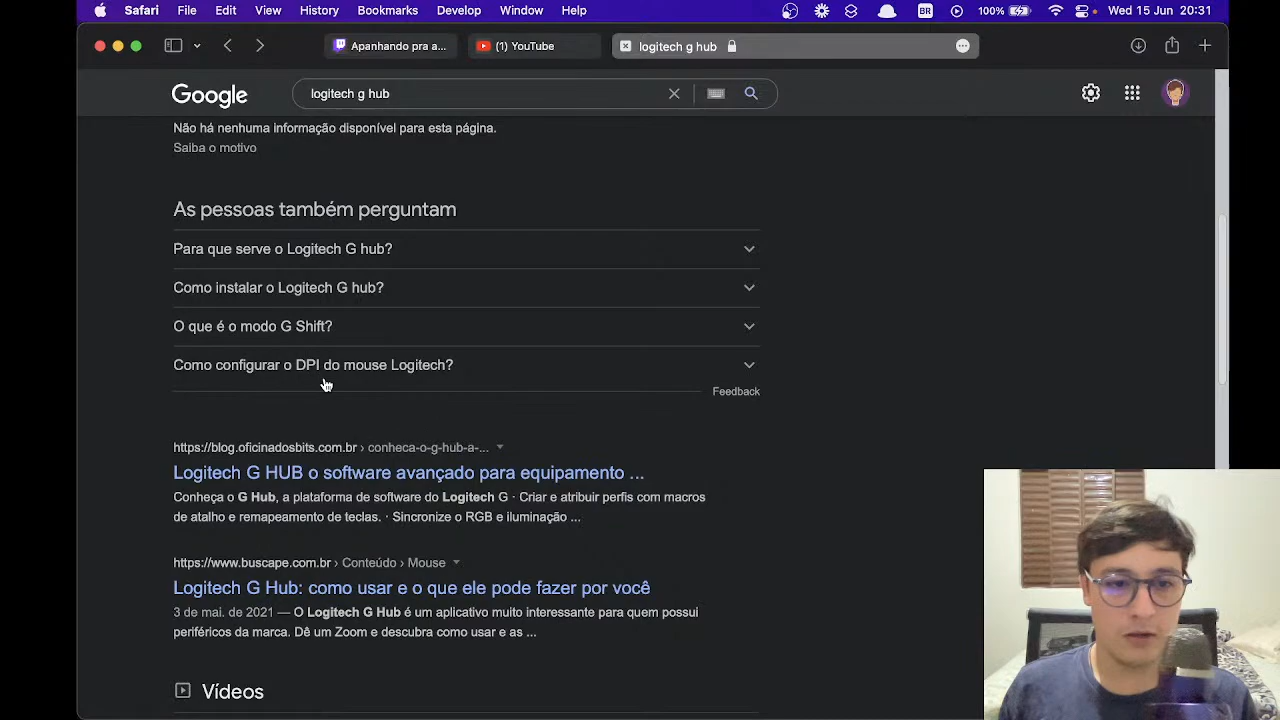 Safari File Edit View History Bookmarks Develop Window Help BR 100% Wed 15 Jun 20:31
Apanhando pra a... (1) YouTube logitech g hub
Google logitech g hub
Não há nenhuma informação disponível para esta página.
Saiba o motivo
As pessoas também perguntam
Para que serve o Logitech G hub?
Como instalar o Logitech G hub?
O que é o modo G Shift?
Como configurar o DPI do mouse Logitech?
Feedback
https://blog.oficinadosbits.com.br › conheca-o-g-hub-a-...
Logitech G HUB o software avançado para equipamento ...
Conheça o G Hub, a plataforma de software do Logitech G · Criar e atribuir perfis com macros
de atalho e remapeamento de teclas. · Sincronize o RGB e iluminação ...
https://www.buscape.com.br › Conteúdo › Mouse
Logitech G Hub: como usar e o que ele pode fazer por você
3 de mai. de 2021 — O Logitech G Hub é um aplicativo muito interessante para quem possui
periféricos da marca. Dê um Zoom e descubra como usar e as ...
Vídeos